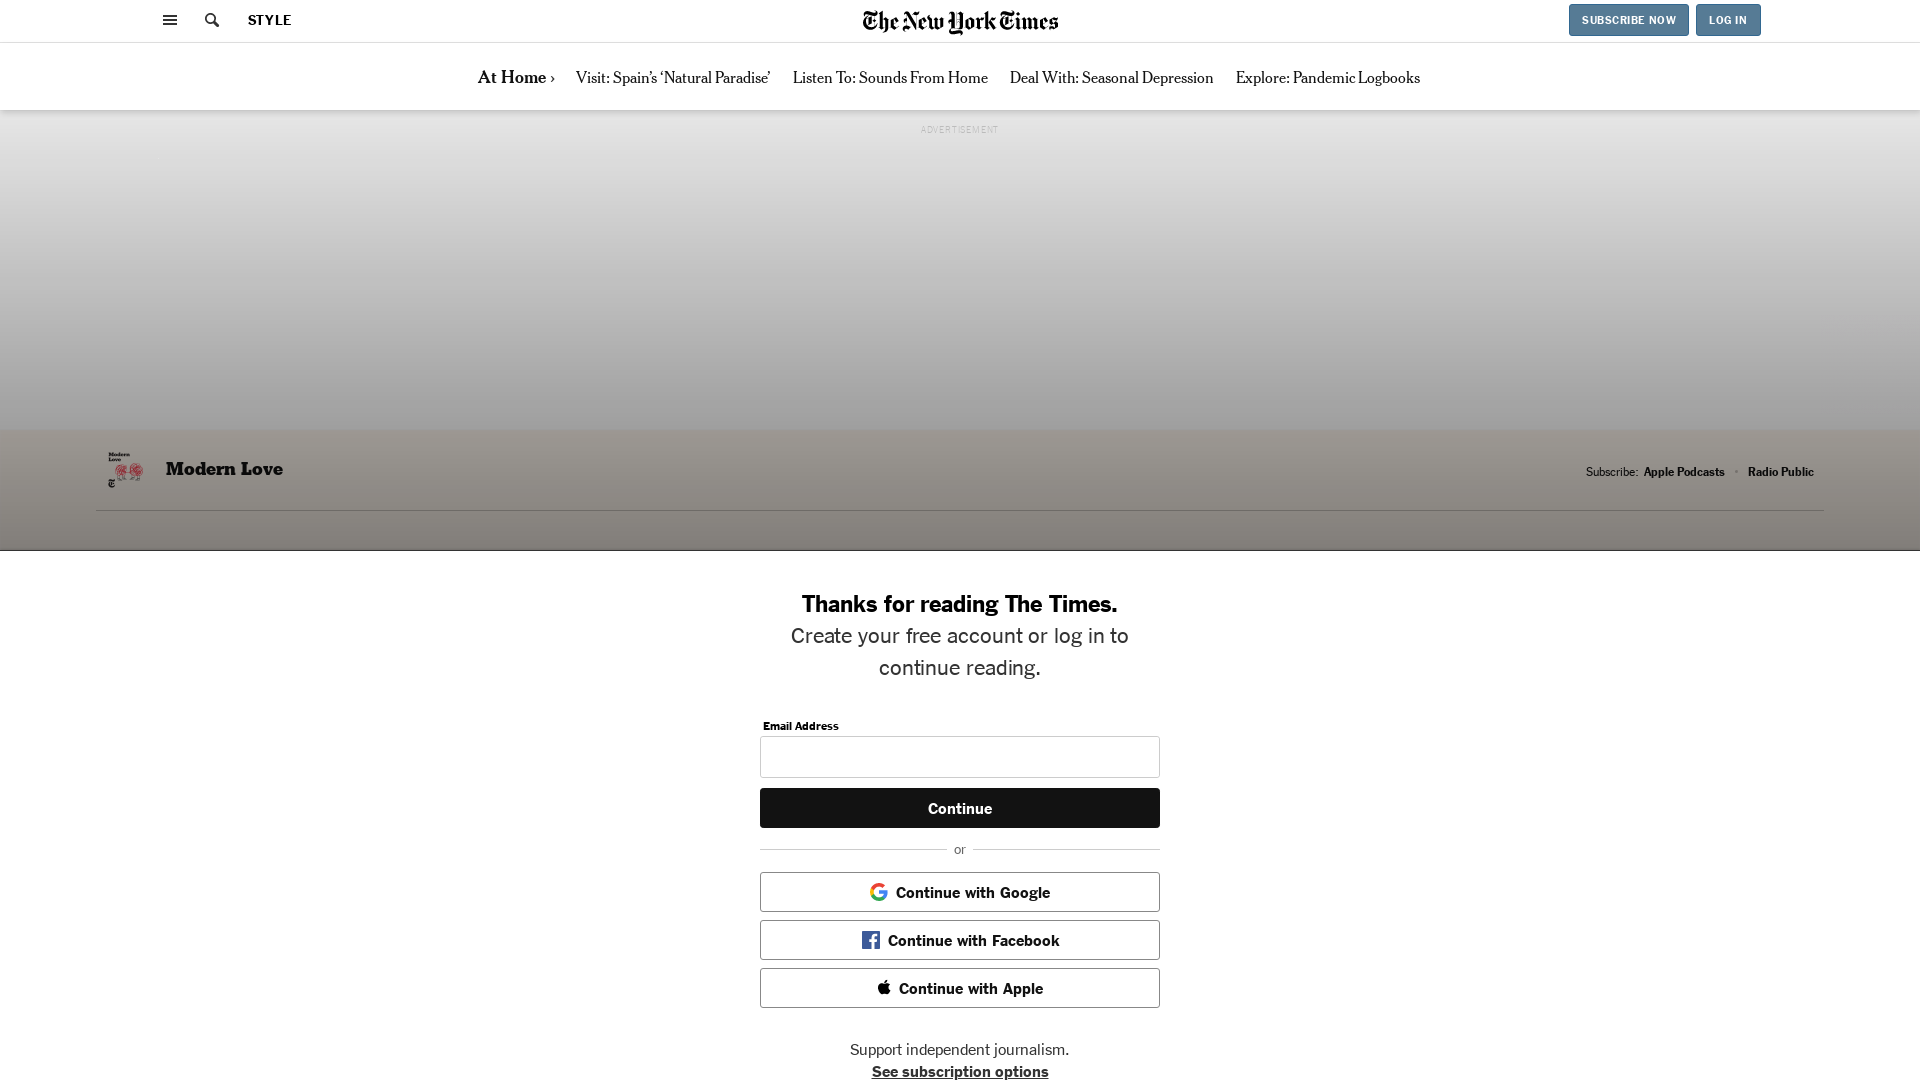 STYLE
The New York Times
SUBSCRIBE NOW
LOG IN
At Home ›
Visit: Spain’s ‘Natural Paradise’
Listen To: Sounds From Home
Deal With: Seasonal Depression
Explore: Pandemic Logbooks
ADVERTISEMENT
Modern
Love
T
Modern Love
Subscribe: Apple Podcasts • Radio Public
Thanks for reading The Times.
Create your free account or log in to
continue reading.
Email Address
Continue
or
Continue with Google
Continue with Facebook
Continue with Apple
Support independent journalism.
See subscription options